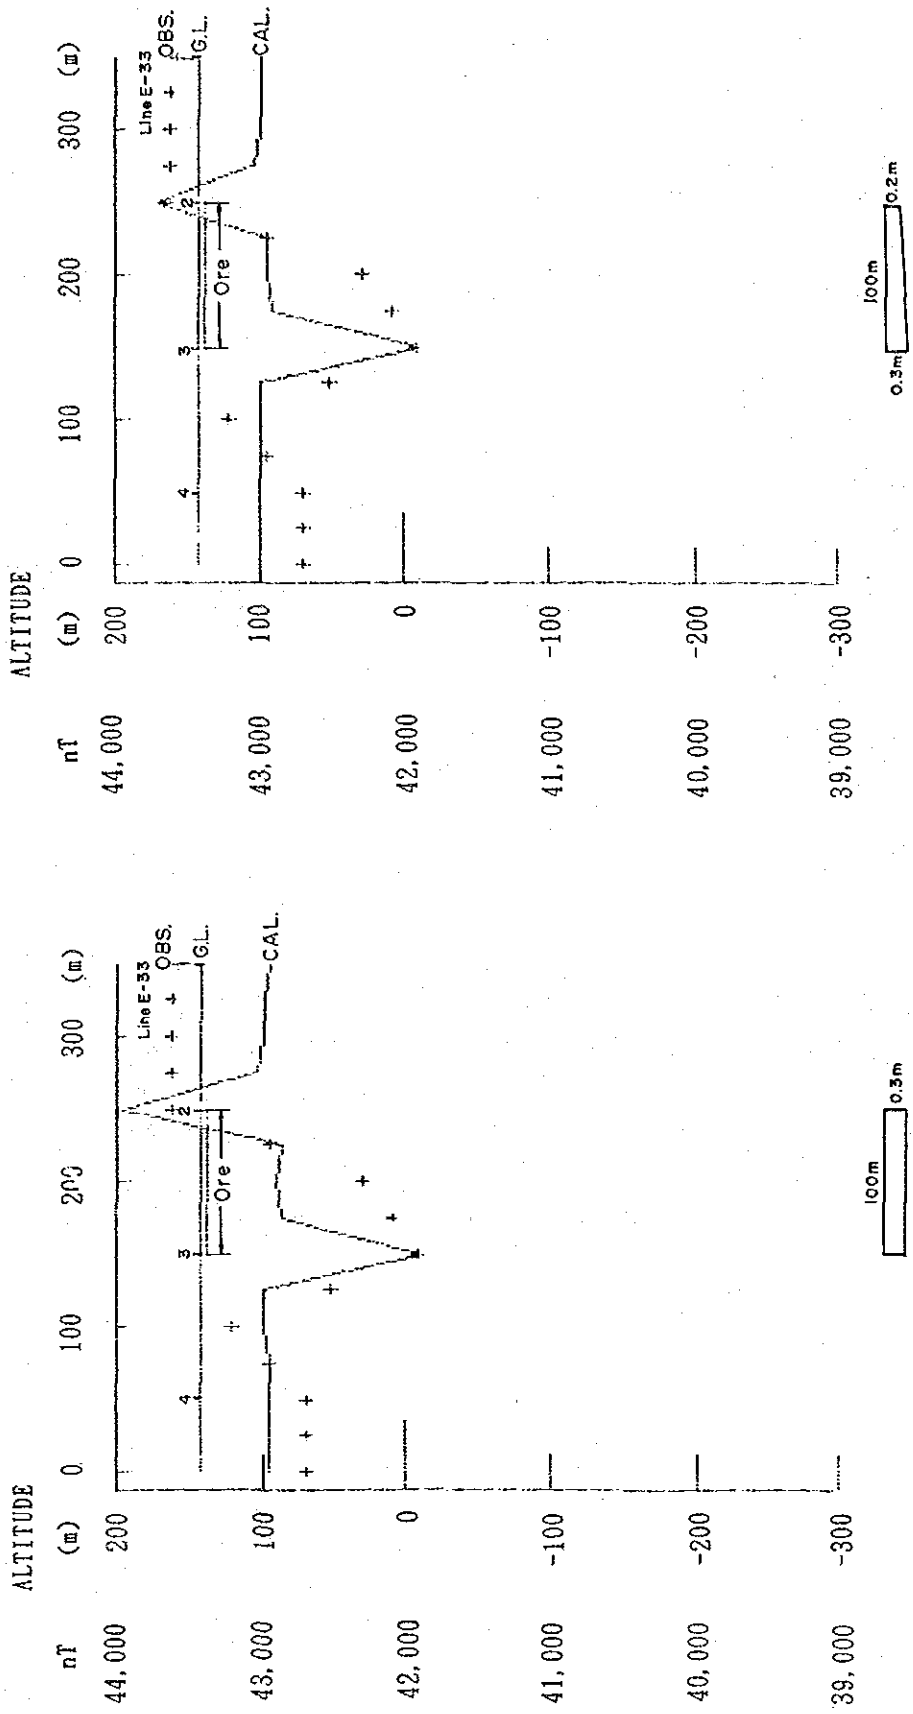 ALTITUDE
nT (m) 0 100 200 300 (m)
44,000 200
Line E-33
OBS.
4 3 2
G.L.
Ore
43,000 100
-CAL.
42,000 0
41,000 -100
40,000 -200
39,000 -300
100m
0.3m
ALTITUDE
nT (m) 0 100 200 300 (m)
44,000 200
Line E-33
OBS.
4 3 2
G.L.
Ore
43,000 100
CAL.
42,000 0
41,000 -100
40,000 -200
39,000 -300
100m
0.3m 0.2m